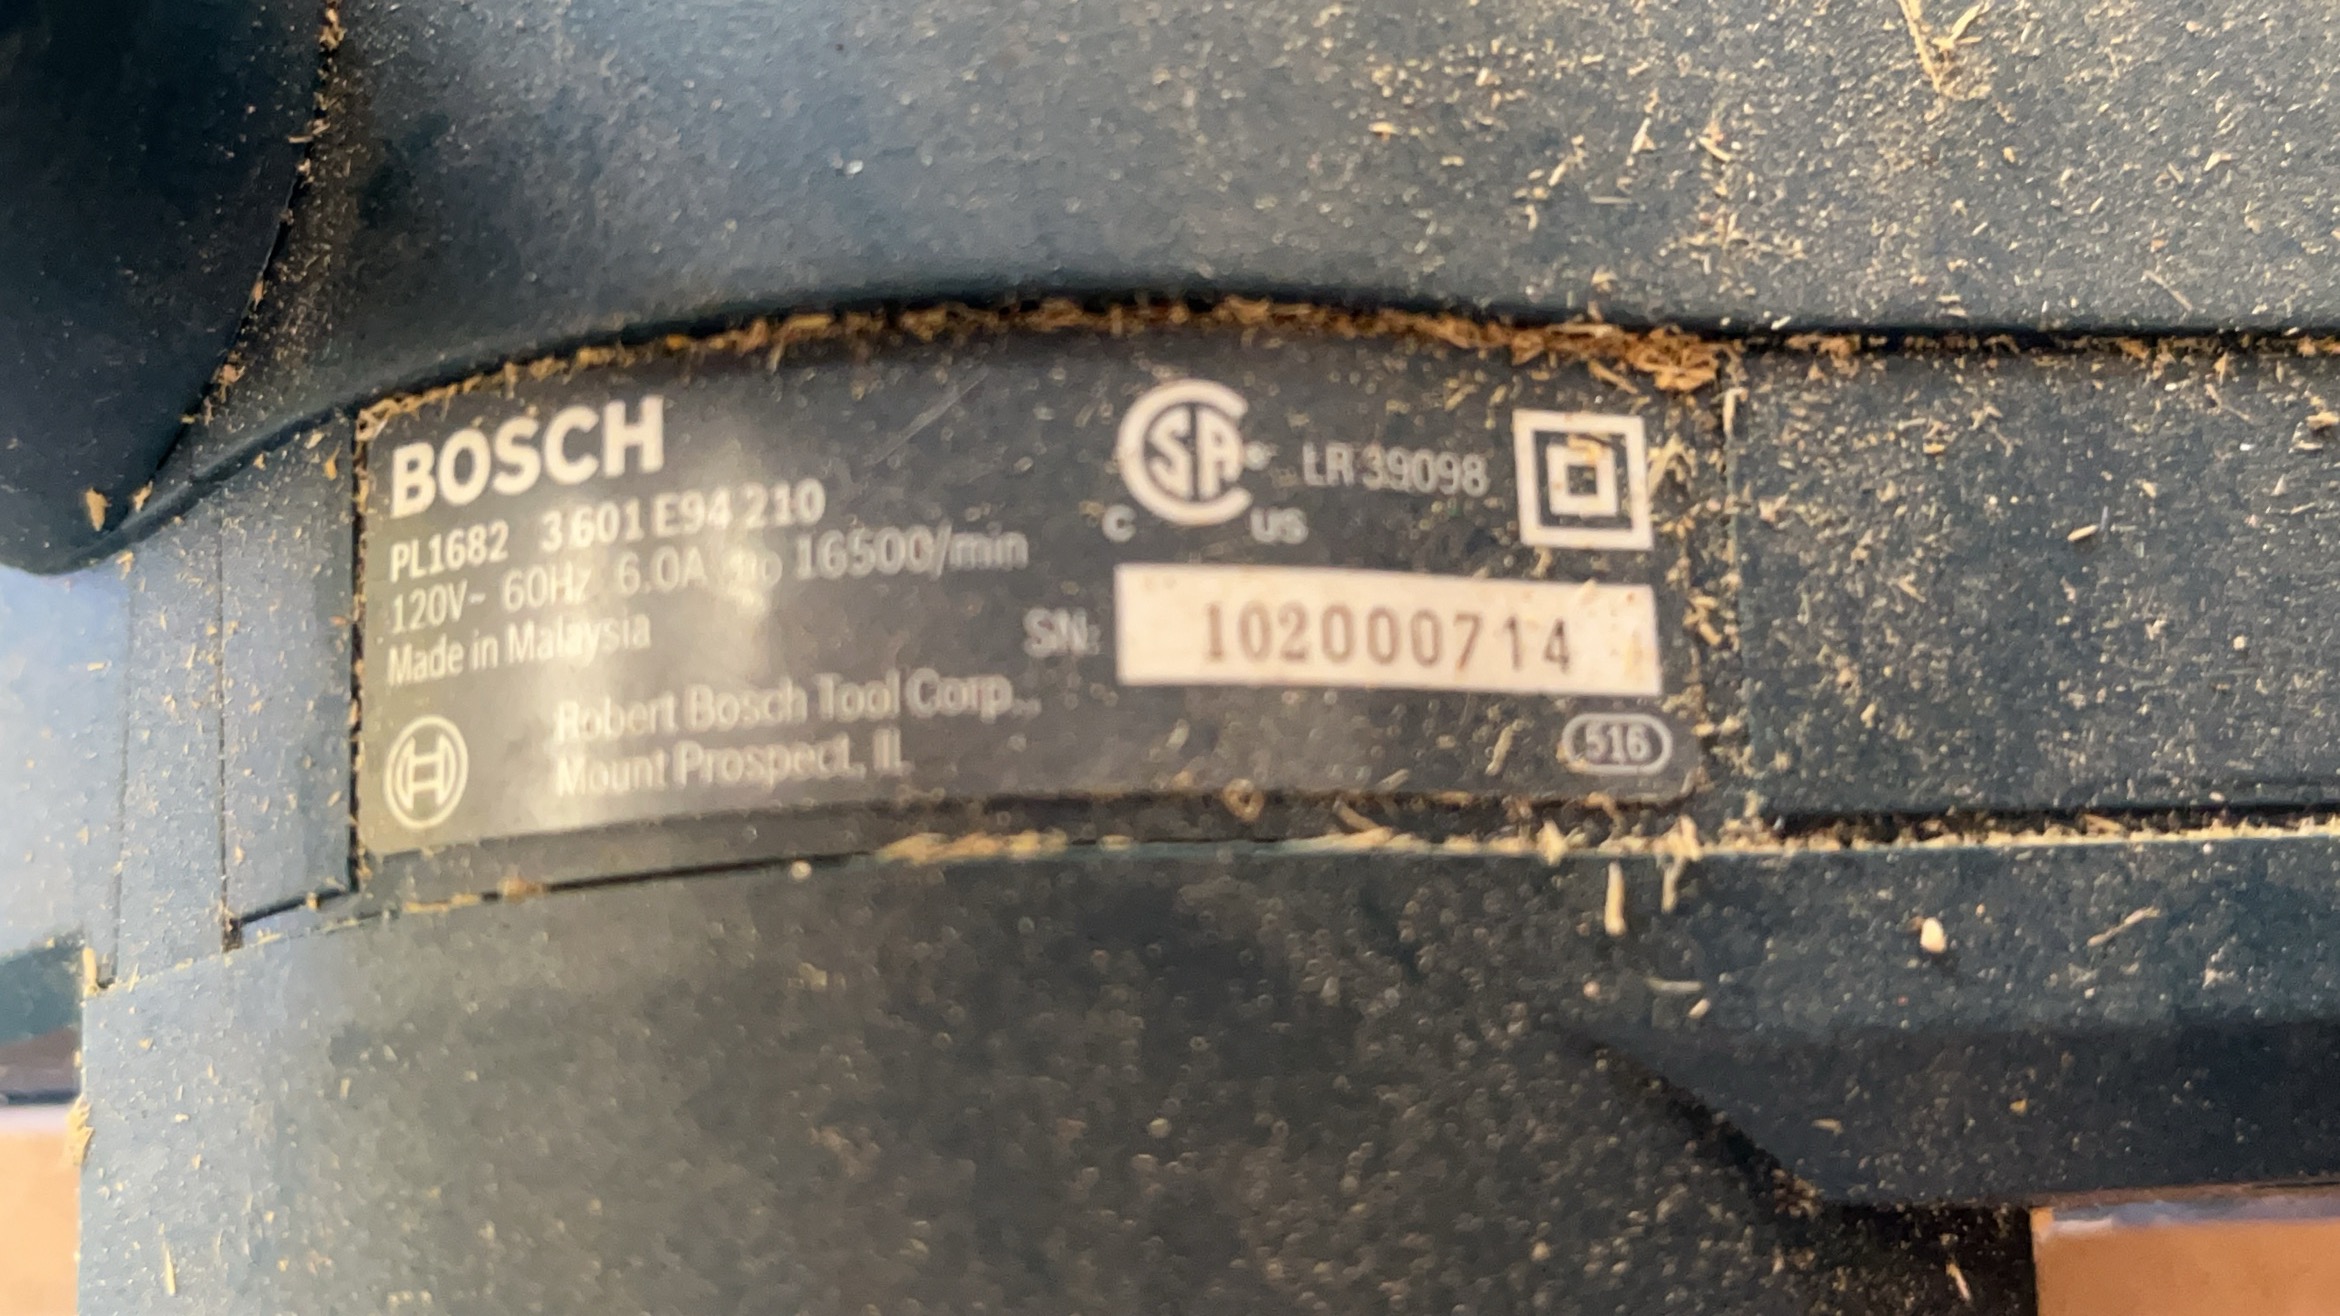 BOSCH
PL1682 3 601 E94 210
120V~ 60Hz 6.0A 16500/min
Made in Malaysia
Robert Bosch Tool Corp.,
Mount Prospect, IL
CSA® LR 39098
C US
SN: 102000714
516